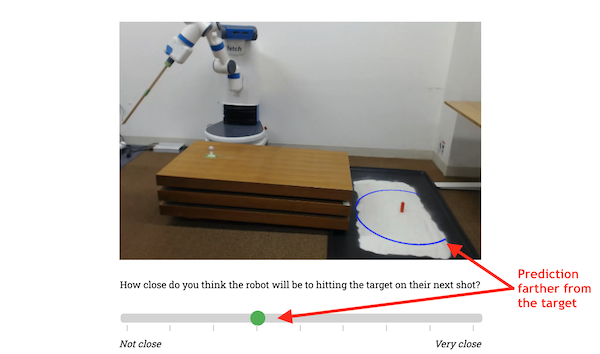 fetch
How close do you think the robot will be to hitting the target on their next shot?
Prediction
farther from
the target
Not close
Very close